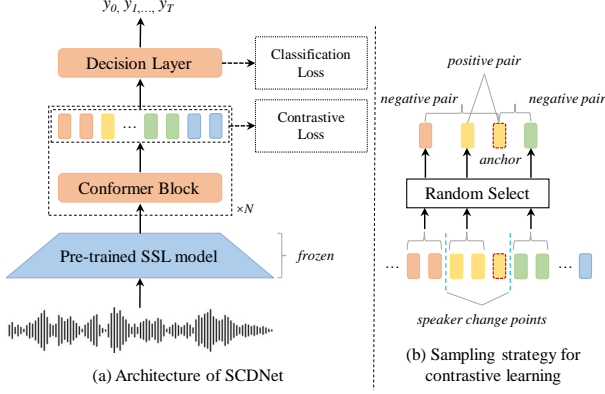 y0, y1,..., yT
Decision Layer
Classification
Loss
...
Contrastive
Loss
Conformer Block
×N
Pre-trained SSL model
frozen
(a) Architecture of SCDNet
positive pair
negative pair
negative pair
anchor
Random Select
...
...
speaker change points
(b) Sampling strategy for
contrastive learning